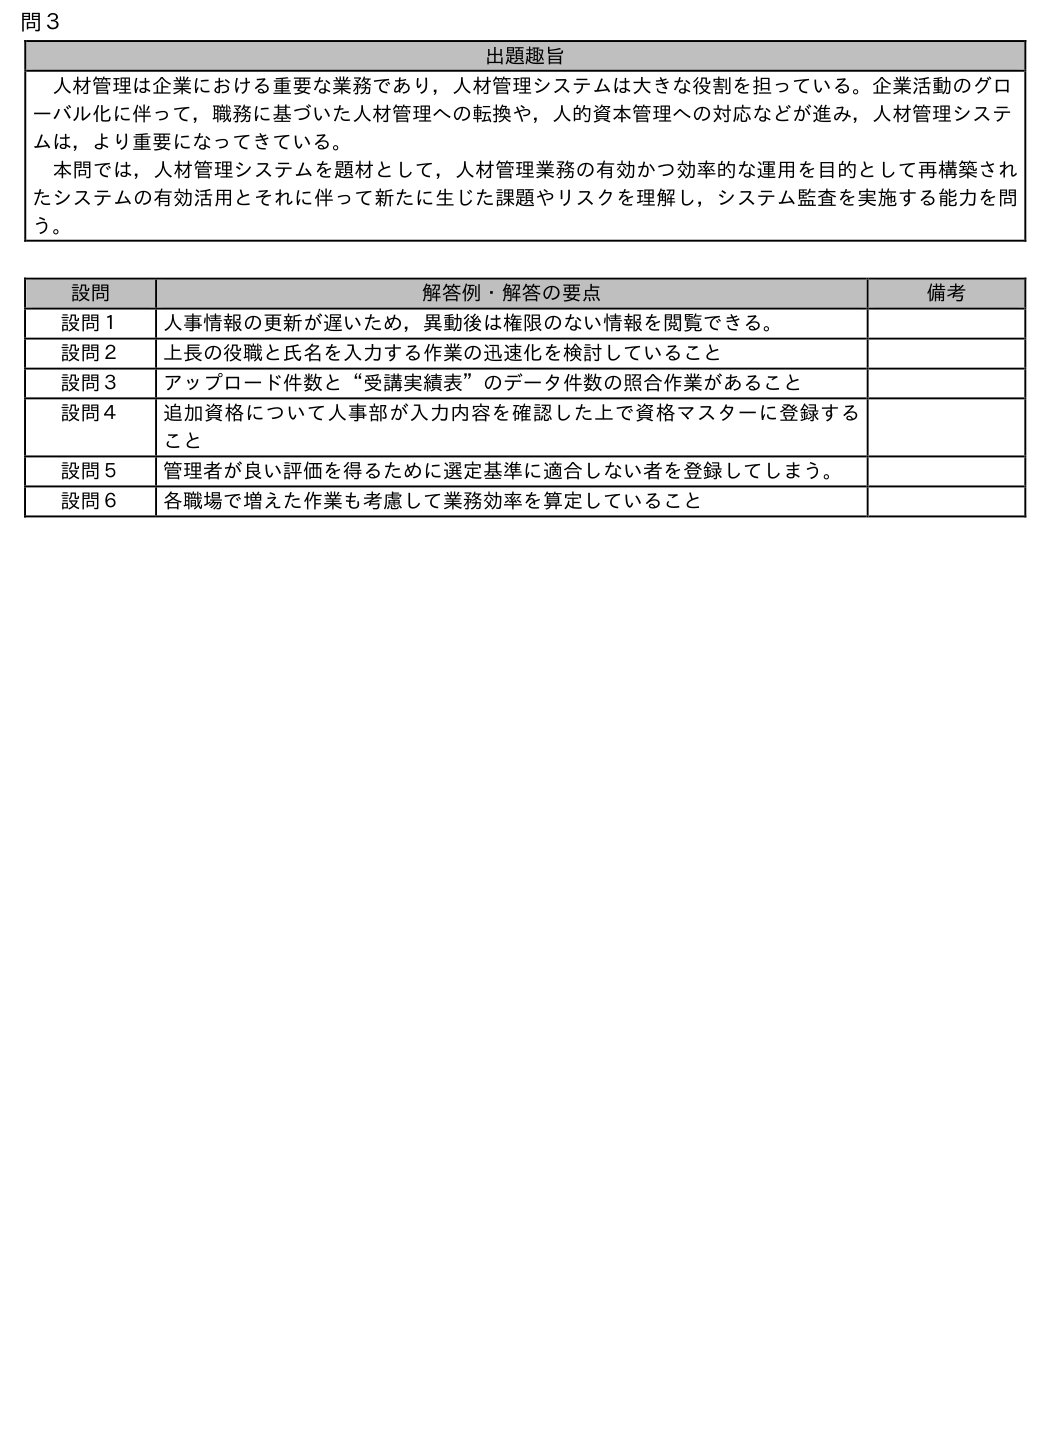 問３
出題趣旨
　人材管理は企業における重要な業務であり，人材管理システムは大きな役割を担っている。企業活動のグロ
ーバル化に伴って，職務に基づいた人材管理への転換や，人的資本管理への対応などが進み，人材管理システ
ムは，より重要になってきている。
　本問では，人材管理システムを題材として，人材管理業務の有効かつ効率的な運用を目的として再構築され
たシステムの有効活用とそれに伴って新たに生じた課題やリスクを理解し，システム監査を実施する能力を問
う。
設問 解答例・解答の要点 備考
設問１ 人事情報の更新が遅いため，異動後は権限のない情報を閲覧できる。
設問２ 上長の役職と氏名を入力する作業の迅速化を検討していること
設問３ アップロード件数と“受講実績表”のデータ件数の照合作業があること
設問４ 追加資格について人事部が入力内容を確認した上で資格マスターに登録する
こと
設問５ 管理者が良い評価を得るために選定基準に適合しない者を登録してしまう。
設問６ 各職場で増えた作業も考慮して業務効率を算定していること